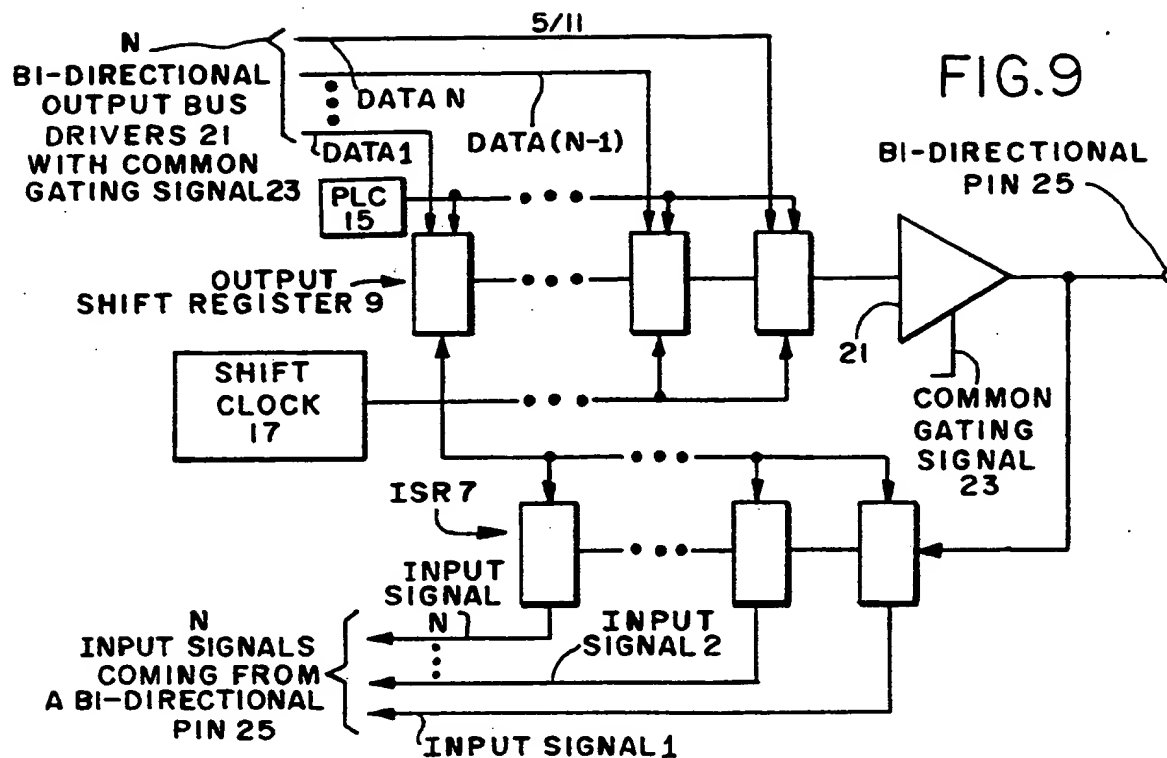 5/11
N
BI-DIRECTIONAL
OUTPUT BUS
DRIVERS 21
WITH COMMON
GATING SIGNAL 23
DATA N
DATA (N-1)
DATA 1
FIG.9
BI-DIRECTIONAL
PIN 25
PLC
15
OUTPUT
SHIFT REGISTER 9
21
SHIFT
CLOCK
17
COMMON
GATING
SIGNAL
23
ISR 7
INPUT
SIGNAL
N
INPUT
SIGNAL 2
N
INPUT SIGNALS
COMING FROM
A BI-DIRECTIONAL
PIN 25
INPUT SIGNAL 1